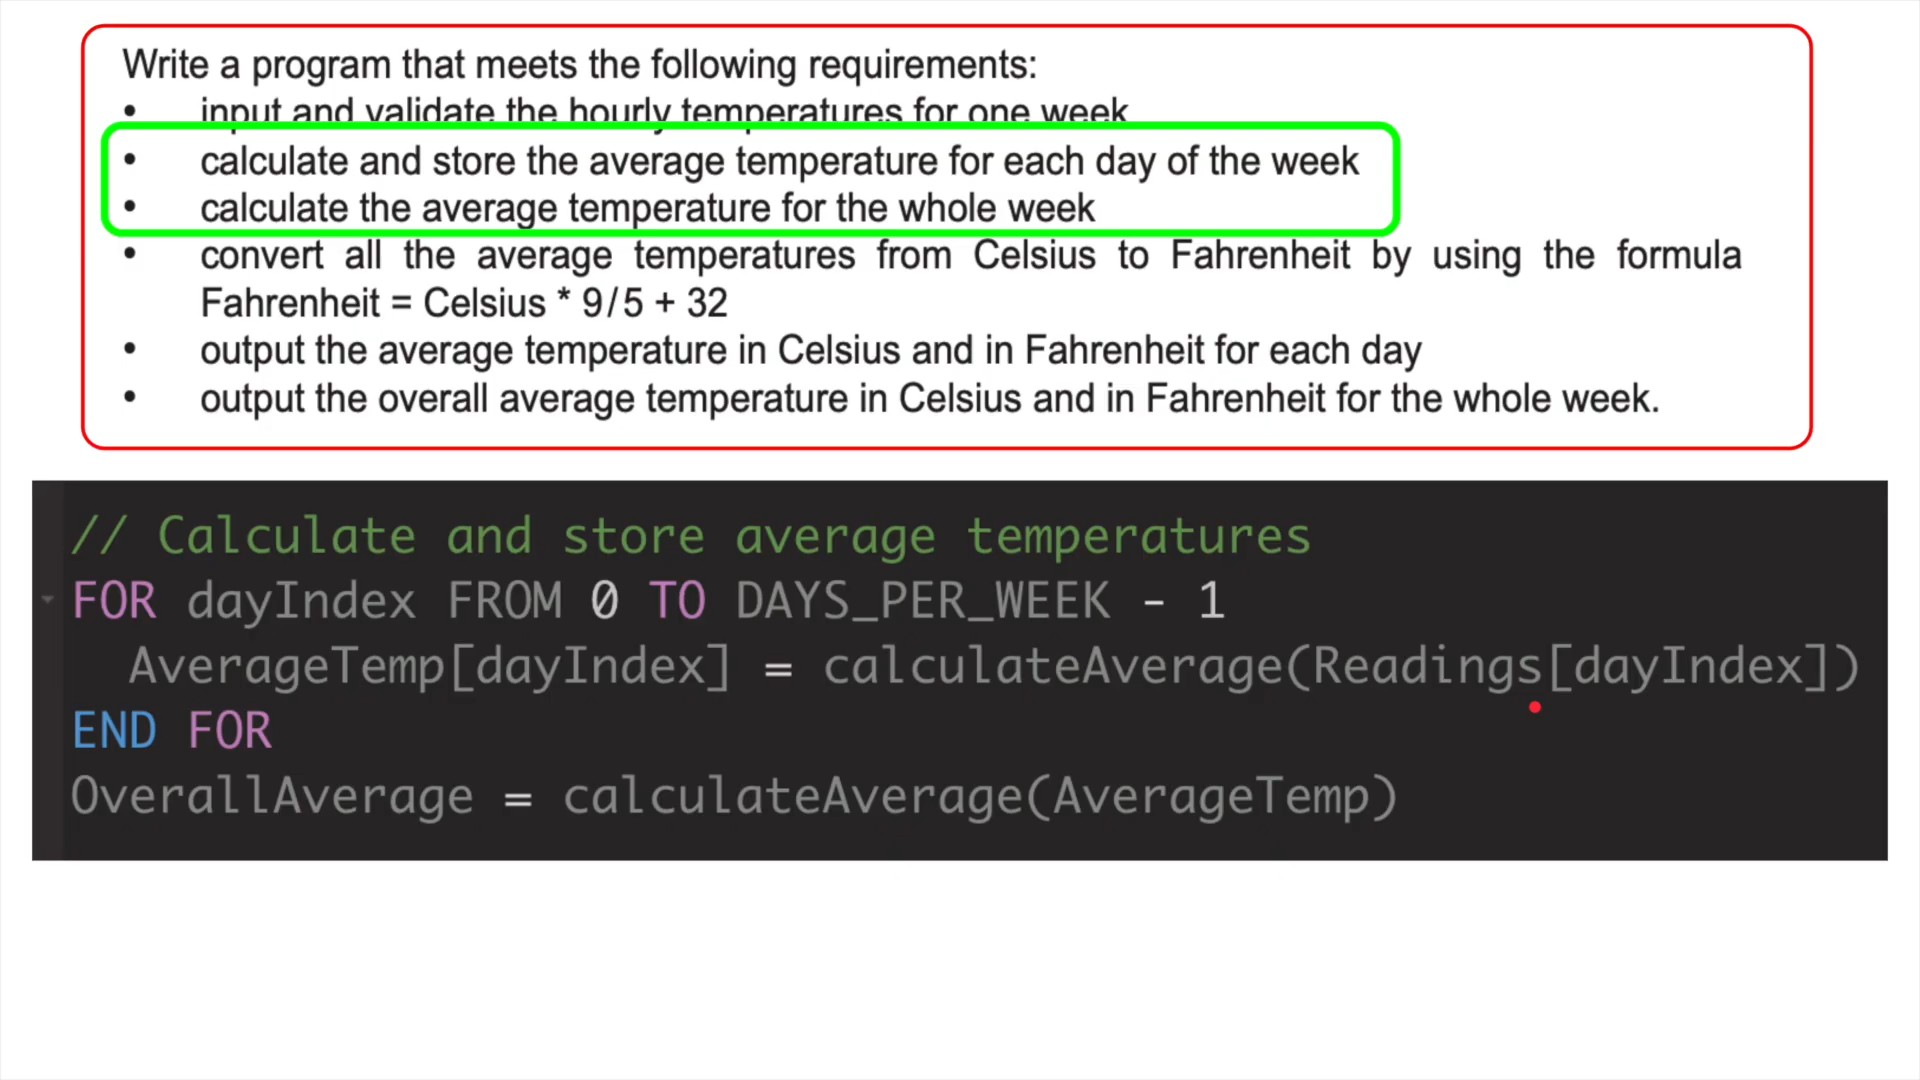 Write a program that meets the following requirements:
• input and validate the hourly temperatures for one week
• calculate and store the average temperature for each day of the week
• calculate the average temperature for the whole week
• convert all the average temperatures from Celsius to Fahrenheit by using the formula
Fahrenheit = Celsius * 9/5 + 32
• output the average temperature in Celsius and in Fahrenheit for each day
• output the overall average temperature in Celsius and in Fahrenheit for the whole week.
// Calculate and store average temperatures
FOR dayIndex FROM 0 TO DAYS_PER_WEEK - 1
AverageTemp[dayIndex] = calculateAverage(Readings[dayIndex])
END FOR
OverallAverage = calculateAverage(AverageTemp)